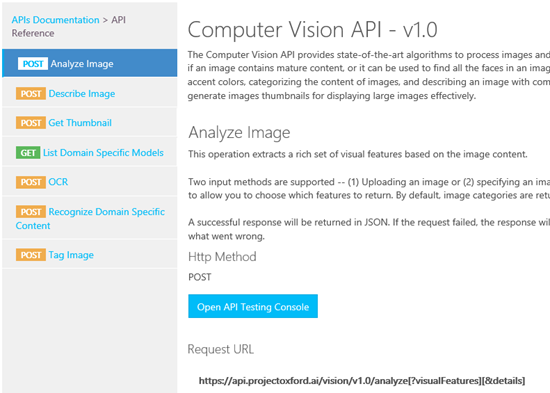 APIs Documentation > API
Reference
POST Analyze Image
POST Describe Image
POST Get Thumbnail
GET List Domain Specific Models
POST OCR
POST Recognize Domain Specific
Content
POST Tag Image
Computer Vision API - v1.0
The Computer Vision API provides state-of-the-art algorithms to process images and
if an image contains mature content, or it can be used to find all the faces in an imag
accent colors, categorizing the content of images, and describing an image with com
generate images thumbnails for displaying large images effectively.
Analyze Image
This operation extracts a rich set of visual features based on the image content.
Two input methods are supported -- (1) Uploading an image or (2) specifying an ima
to allow you to choose which features to return. By default, image categories are retu
A successful response will be returned in JSON. If the request failed, the response wil
what went wrong.
Http Method
POST
Open API Testing Console
Request URL
https://api.projectoxford.ai/vision/v1.0/analyze[?visualFeatures][&details]